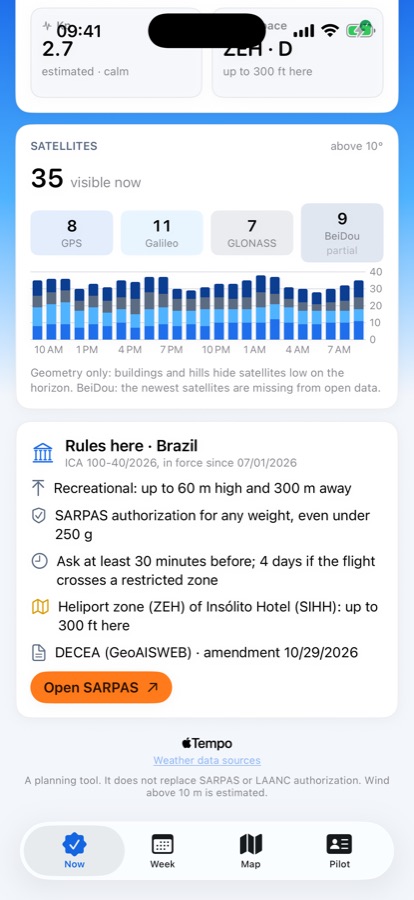 Kp
09:41
2.7
ZEH · D
estimated · calm
up to 300 ft here
SATELLITES
above 10°
35 visible now
8
GPS
11
Galileo
7
GLONASS
9
BeiDou
partial
40
30
20
10
0
10 AM 1 PM 4 PM 7 PM 10 PM 1 AM 4 AM 7 AM
Geometry only: buildings and hills hide satellites low on the
horizon. BeiDou: the newest satellites are missing from open data.
Rules here · Brazil
ICA 100-40/2026, in force since 07/01/2026
Recreational: up to 60 m high and 300 m away
SARPAS authorization for any weight, even under
250 g
Ask at least 30 minutes before; 4 days if the flight
crosses a restricted zone
Heliport zone (ZEH) of Insólito Hotel (SIHH): up to
300 ft here
DECEA (GeoAISWEB) · amendment 10/29/2026
Open SARPAS
Tempo
Weather data sources
A planning tool. It does not replace SARPAS or LAANC authorization. Wind
above 10 m is estimated.
Now
Week
Map
Pilot